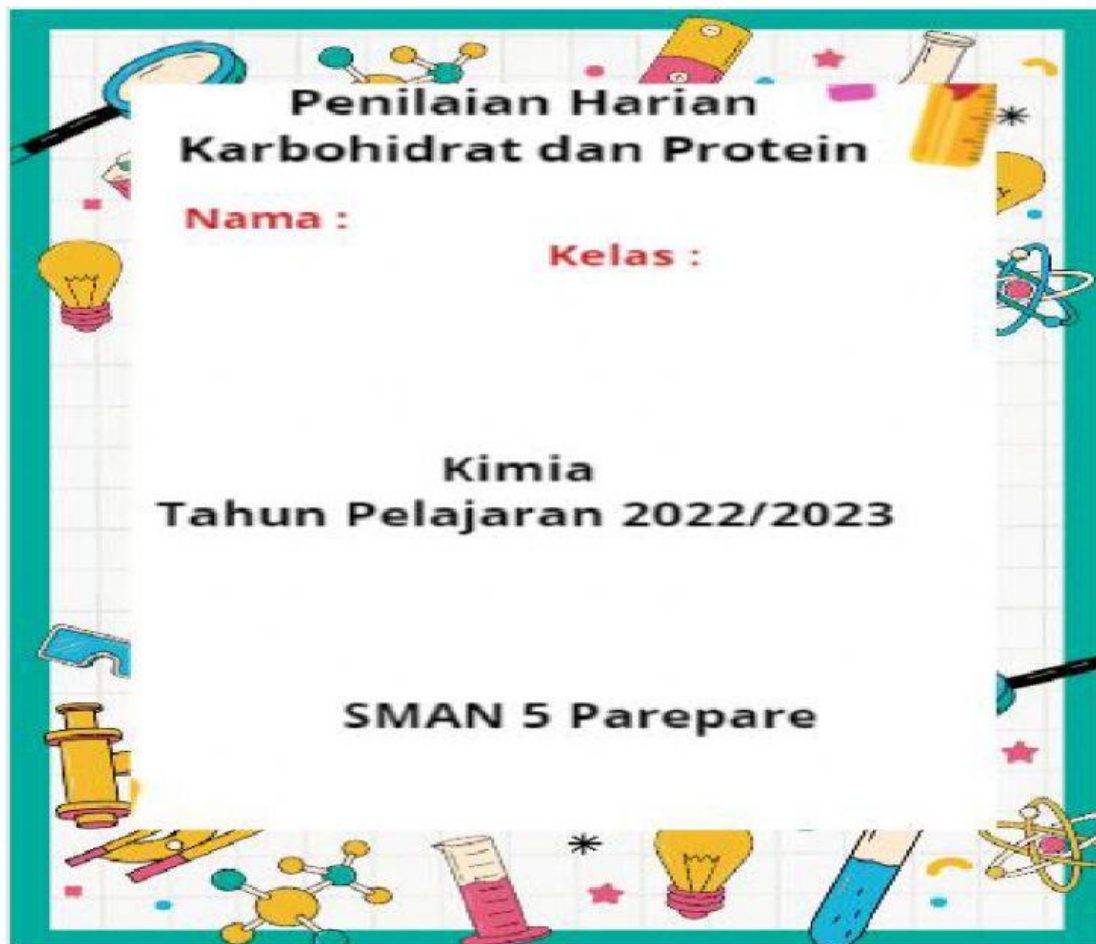 Penilaian Harian
Karbohidrat dan Protein
Nama :
Kelas :
Kimia
Tahun Pelajaran 2022/2023
SMAN 5 Parepare